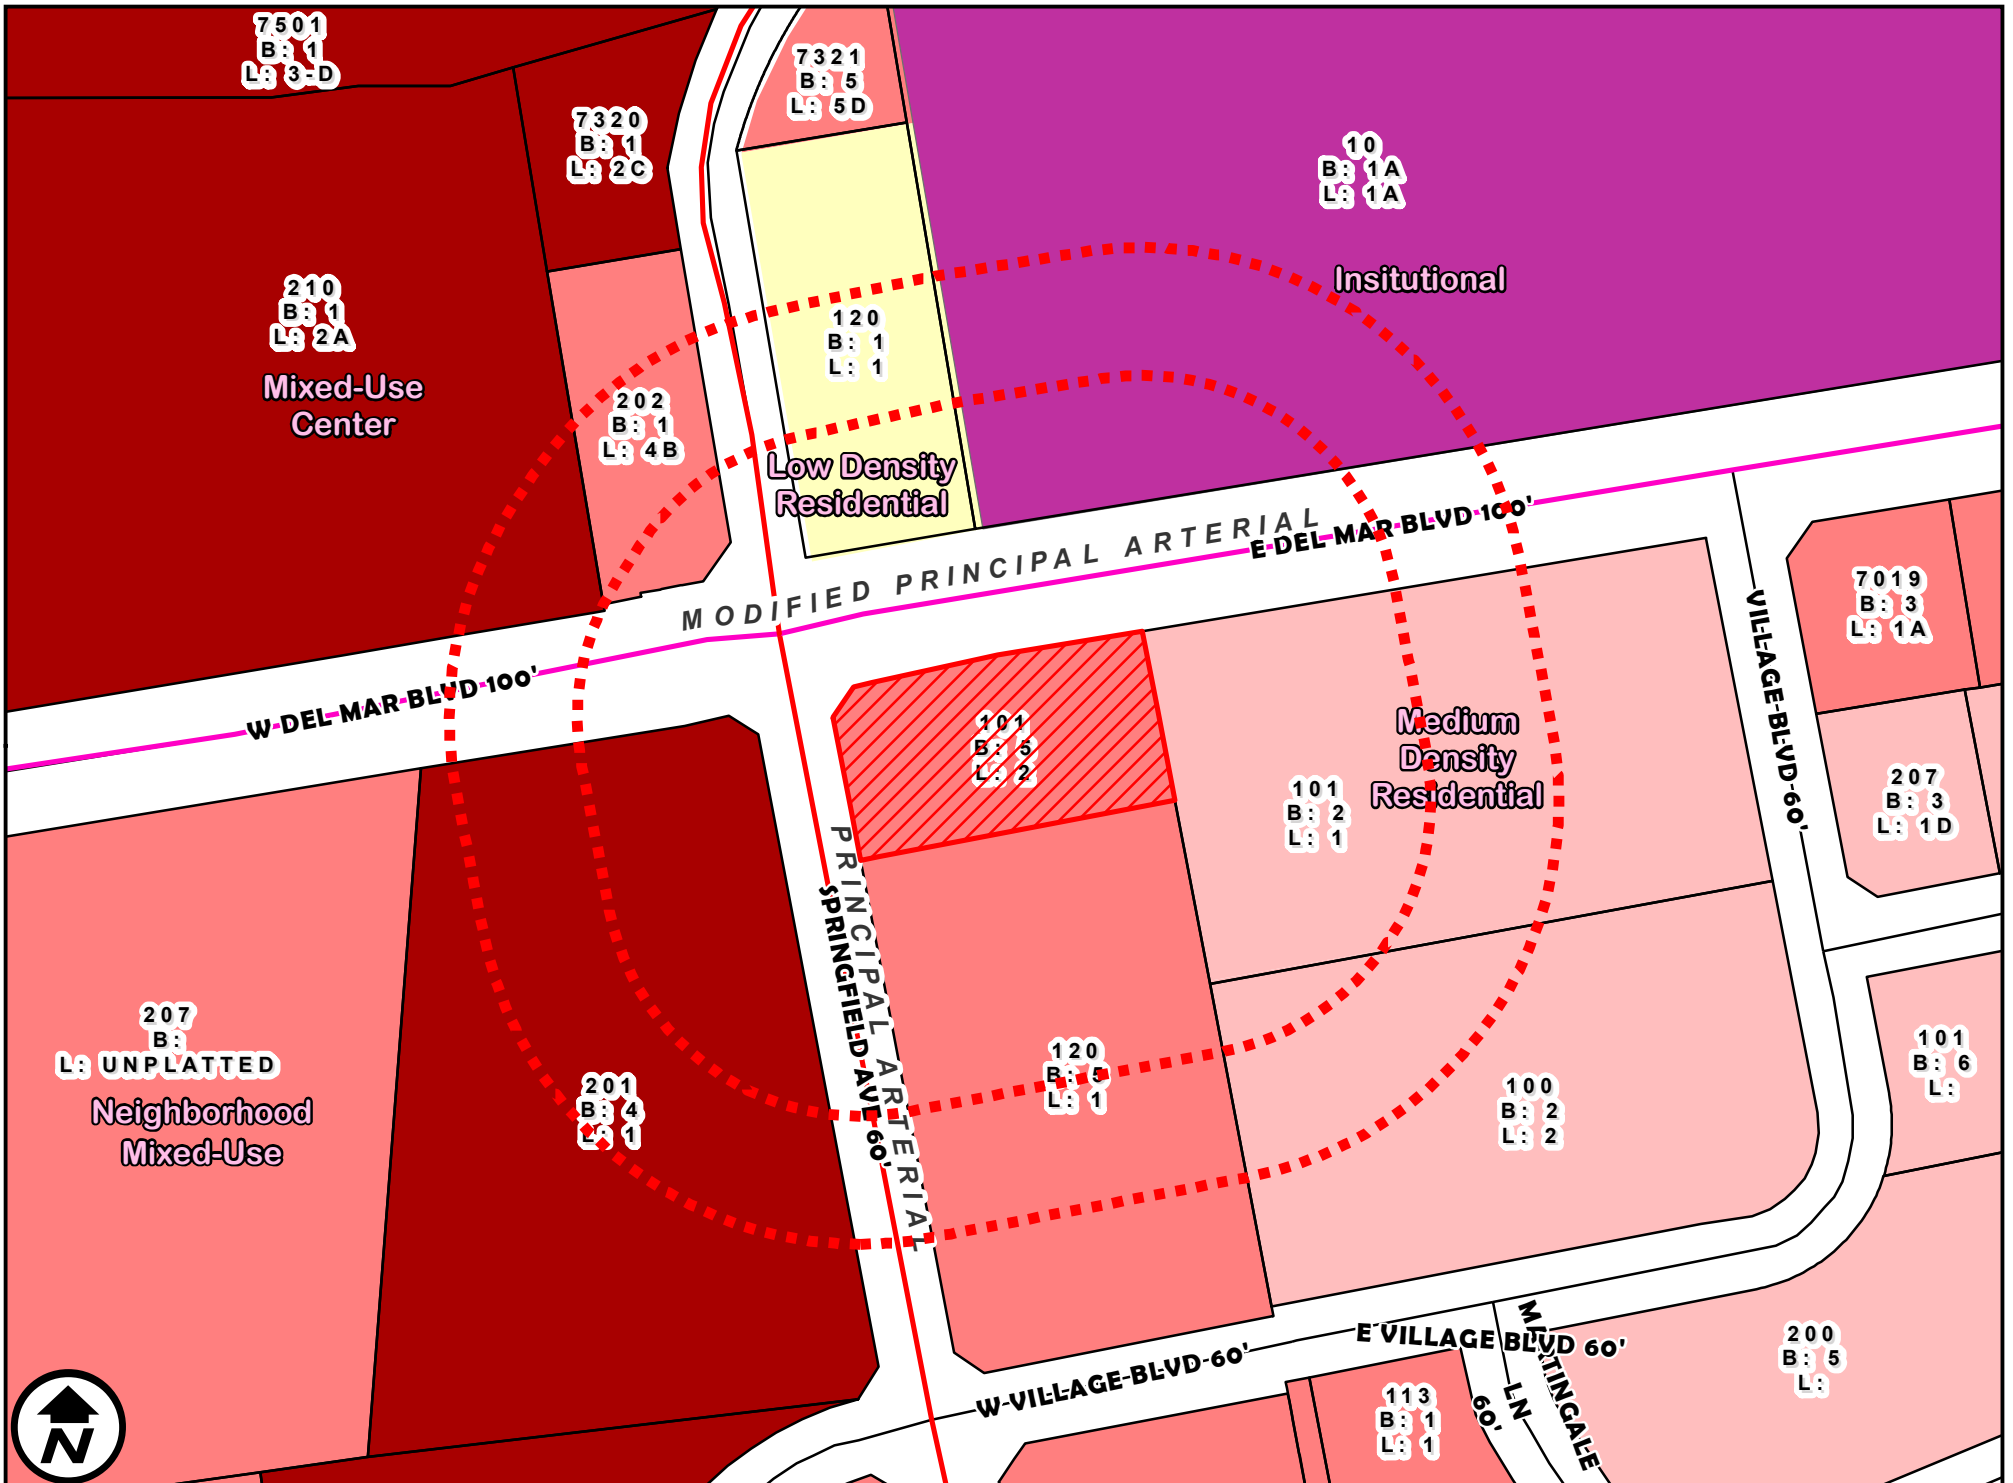 7501
B: 1
L: 3-D
7321
B: 5
L: 5D
7320
B: 1
L: 2C
10
B: 1A
L: 1A
Insitutional
210
B: 1
L: 2A
Mixed-Use
Center
120
B: 1
L: 1
202
B: 1
L: 4B
Low Density
Residential
MODIFIED PRINCIPAL ARTERIAL
E DEL MAR BLVD 100'
W DEL MAR BLVD 100'
VILLAGE BLVD 60'
7019
B: 3
L: 1A
101
B: 5
L: 2
Medium
Density
Residential
101
B: 2
L: 1
207
B: 3
L: 1D
PRINCIPAL ARTERIAL
SPRINGFIELD AVE 60'
207
B:
L: UNPLATTED
Neighborhood
Mixed-Use
201
B: 4
L: 1
120
B: 5
L: 1
100
B: 2
L: 2
101
B: 6
L:
W VILLAGE BLVD 60'
E VILLAGE BLVD 60'
MARTINGALE
LN
60'
200
B: 5
L:
113
B: 1
L: 1
N